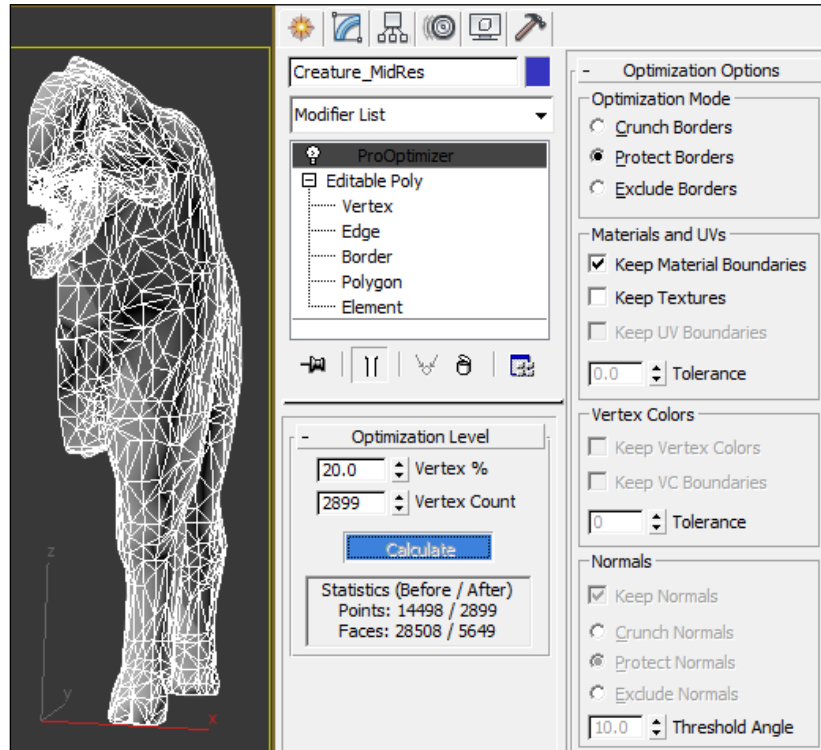 Creature_MidRes
Modifier List
ProOptimizer
Editable Poly
Vertex
Edge
Border
Polygon
Element
- Optimization Level
20.0 Vertex %
2899 Vertex Count
Calculate
Statistics (Before / After)
Points: 14498 / 2899
Faces: 28508 / 5649
- Optimization Options
Optimization Mode
Crunch Borders
Protect Borders
Exclude Borders
Materials and UVs
Keep Material Boundaries
Keep Textures
Keep UV Boundaries
0.0 Tolerance
Vertex Colors
Keep Vertex Colors
Keep VC Boundaries
0 Tolerance
Normals
Keep Normals
Crunch Normals
Protect Normals
Exclude Normals
10.0 Threshold Angle
z
y
x